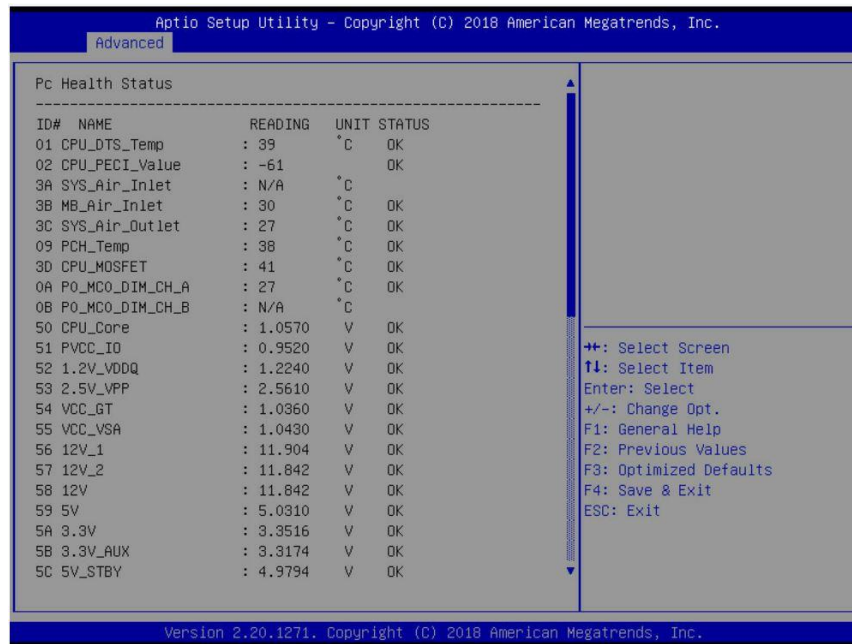 Aptio Setup Utility – Copyright (C) 2018 American Megatrends, Inc.
Advanced
Pc Health Status
------------------------------------------------------------
ID# NAME READING UNIT STATUS
01 CPU_DTS_Temp : 39 °C OK
02 CPU_PECI_Value : -61 OK
3A SYS_Air_Inlet : N/A °C
3B MB_Air_Inlet : 30 °C OK
3C SYS_Air_Outlet : 27 °C OK
09 PCH_Temp : 38 °C OK
3D CPU_MOSFET : 41 °C OK
0A P0_MC0_DIM_CH_A : 27 °C OK
0B P0_MC0_DIM_CH_B : N/A °C
50 CPU_Core : 1.0570 V OK
51 PVCC_IO : 0.9520 V OK
52 1.2V_VDDQ : 1.2240 V OK
53 2.5V_VPP : 2.5610 V OK
54 VCC_GT : 1.0360 V OK
55 VCC_VSA : 1.0430 V OK
56 12V_1 : 11.904 V OK
57 12V_2 : 11.842 V OK
58 12V : 11.842 V OK
59 5V : 5.0310 V OK
5A 3.3V : 3.3516 V OK
5B 3.3V_AUX : 3.3174 V OK
5C 5V_STBY : 4.9794 V OK
→←: Select Screen
↑↓: Select Item
Enter: Select
+/-: Change Opt.
F1: General Help
F2: Previous Values
F3: Optimized Defaults
F4: Save & Exit
ESC: Exit
Version 2.20.1271. Copyright (C) 2018 American Megatrends, Inc.